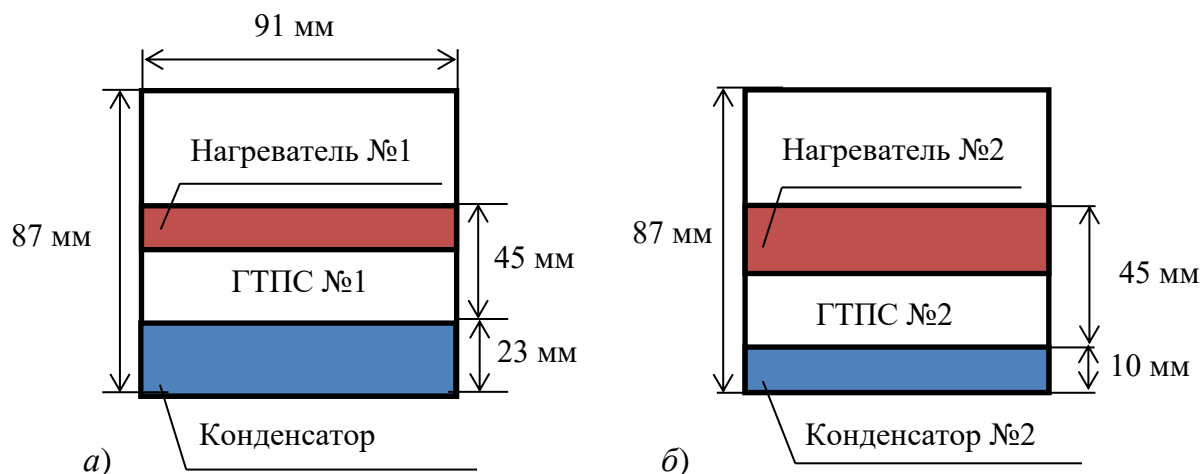 91 мм
Нагреватель №1
87 мм
45 мм
ГТПС №1
23 мм
Конденсатор
а)
Нагреватель №2
87 мм
45 мм
ГТПС №2
10 мм
Конденсатор №2
б)